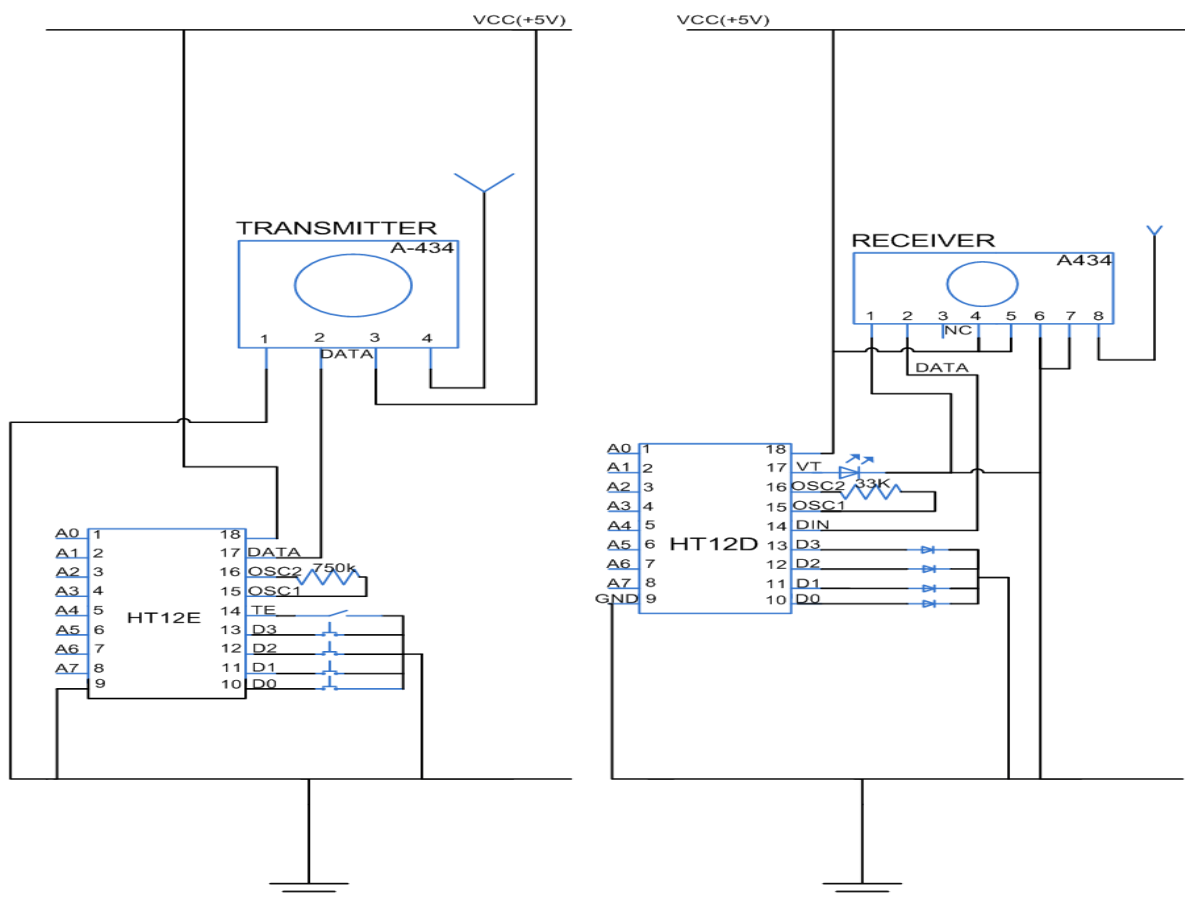 VCC(+5V)
TRANSMITTER
A-434
1 2 3 4
DATA
A0 1 18
A1 2 17 DATA
A2 3 16 OSC2 750k
A3 4 15 OSC1
A4 5 14 TE
HT12E
A5 6 13 D3
A6 7 12 D2
A7 8 11 D1
9 10 D0
VCC(+5V)
RECEIVER
A434
1 2 3 4 5 6 7 8
NC
DATA
A0 1 18
A1 2 17 VT
A2 3 16 OSC2 33K
A3 4 15 OSC1
A4 5 14 DIN
A5 6 HT12D 13 D3
A6 7 12 D2
A7 8 11 D1
GND 9 10 D0